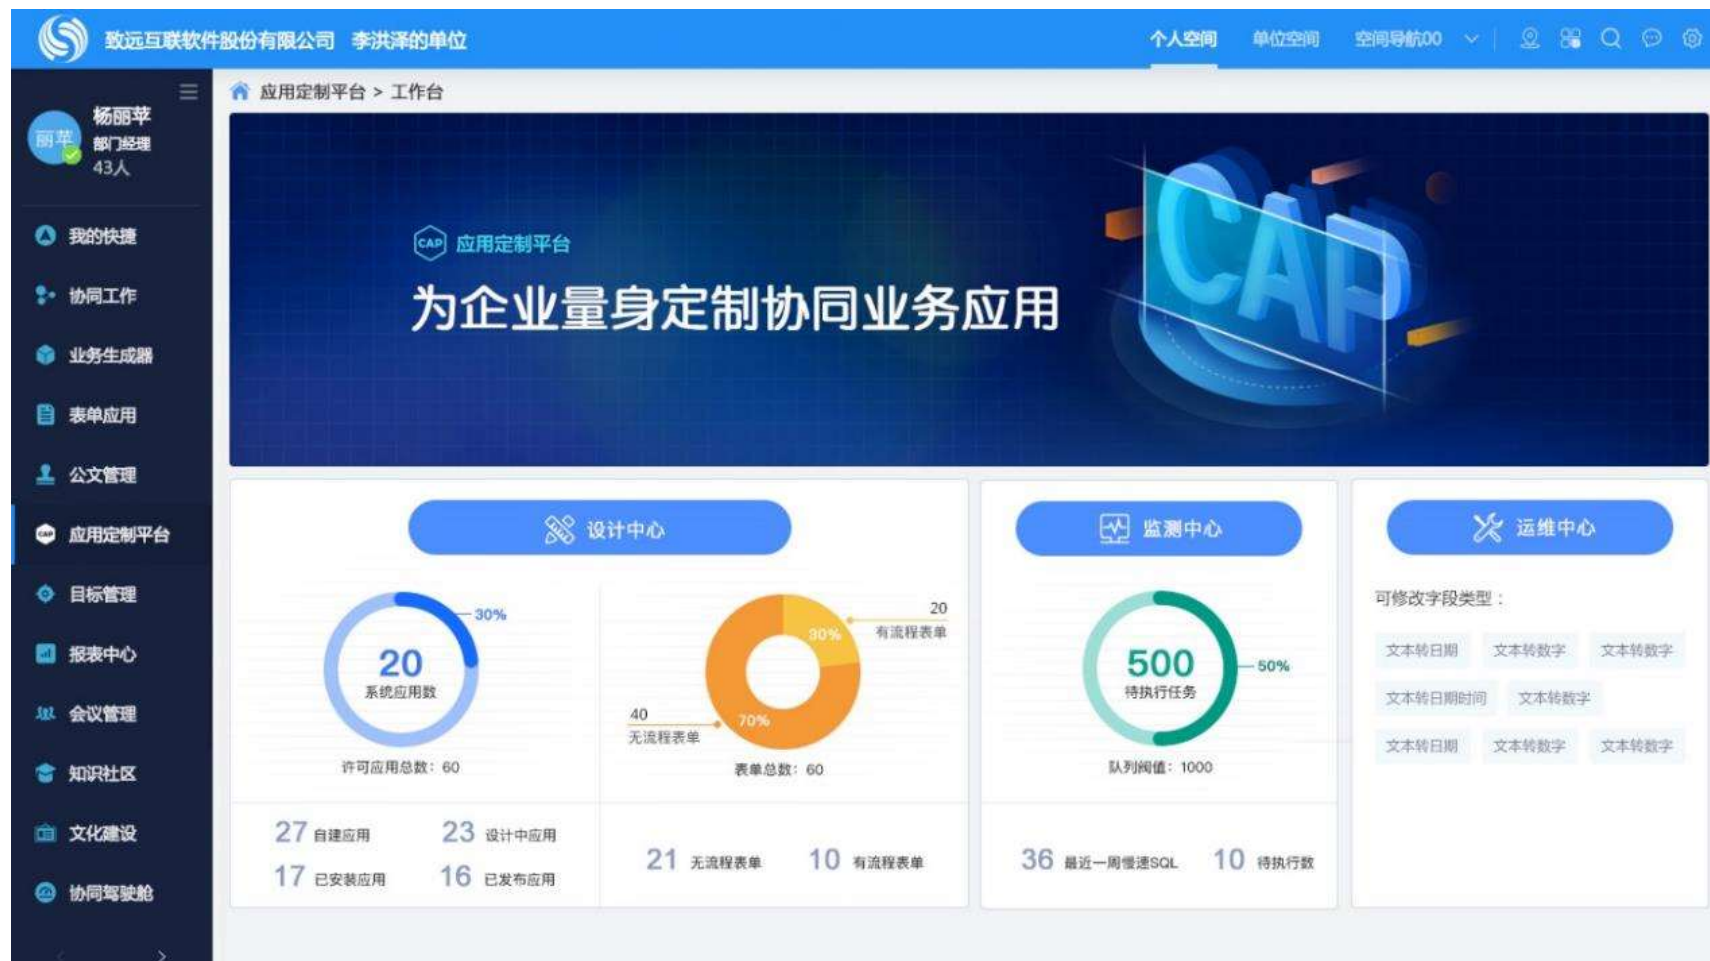 致远互联软件股份有限公司 李洪泽的单位
个人空间 单位空间 空间导航00
丽苹
杨丽苹
部门经理
43人
我的快捷
协同工作
业务生成器
表单应用
公文管理
CAP 应用定制平台
目标管理
报表中心
会议管理
知识社区
文化建设
协同驾驶舱
应用定制平台 > 工作台
CAP 应用定制平台
为企业量身定制协同业务应用
CAP
设计中心
30%
20
系统应用数
许可应用总数：60
20
有流程表单
30%
40
无流程表单
70%
表单总数：60
27 自建应用 23 设计中应用
17 已安装应用 16 已发布应用
21 无流程表单 10 有流程表单
监测中心
500
待执行任务
50%
队列阀值：1000
36 最近一周慢速SQL 10 待执行数
运维中心
可修改字段类型：
文本转日期 文本转数字 文本转数字
文本转日期时间 文本转数字
文本转日期 文本转数字 文本转数字